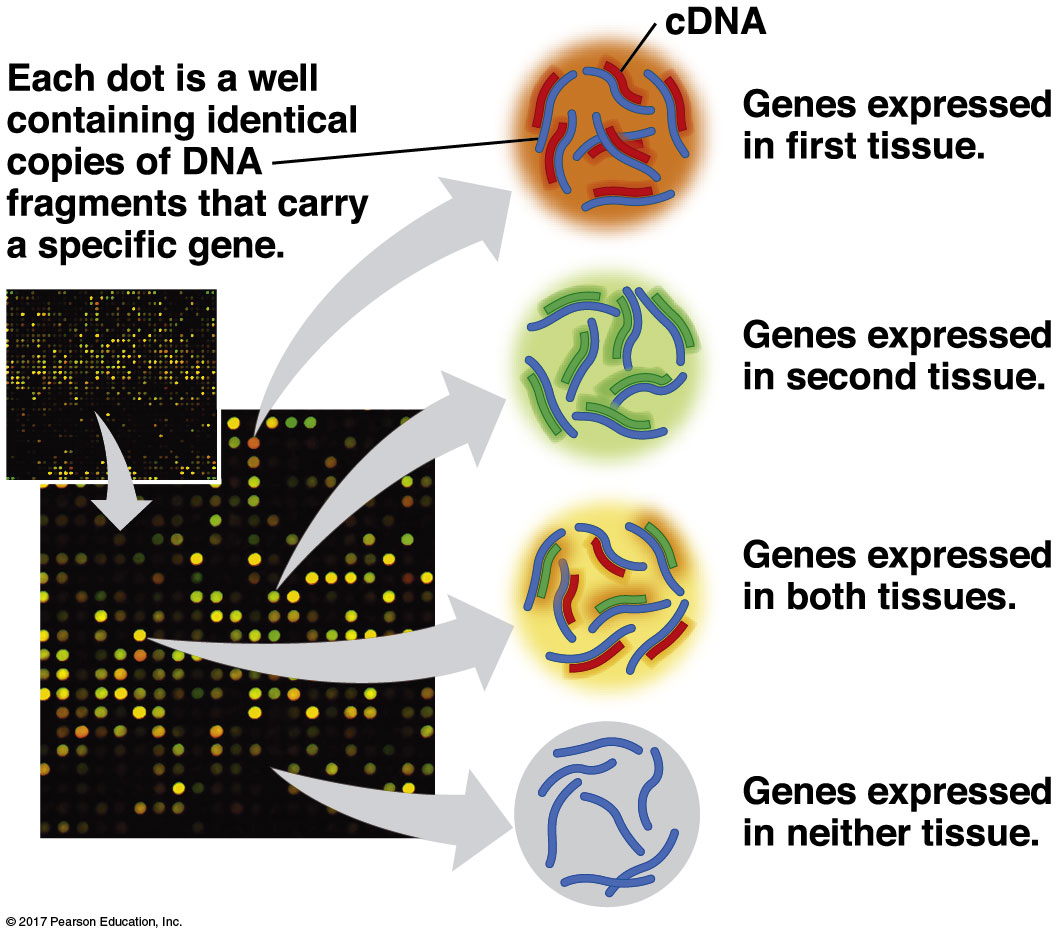 cDNA
Each dot is a well
containing identical
copies of DNA
fragments that carry
a specific gene.
Genes expressed
in first tissue.
Genes expressed
in second tissue.
Genes expressed
in both tissues.
Genes expressed
in neither tissue.
© 2017 Pearson Education, Inc.